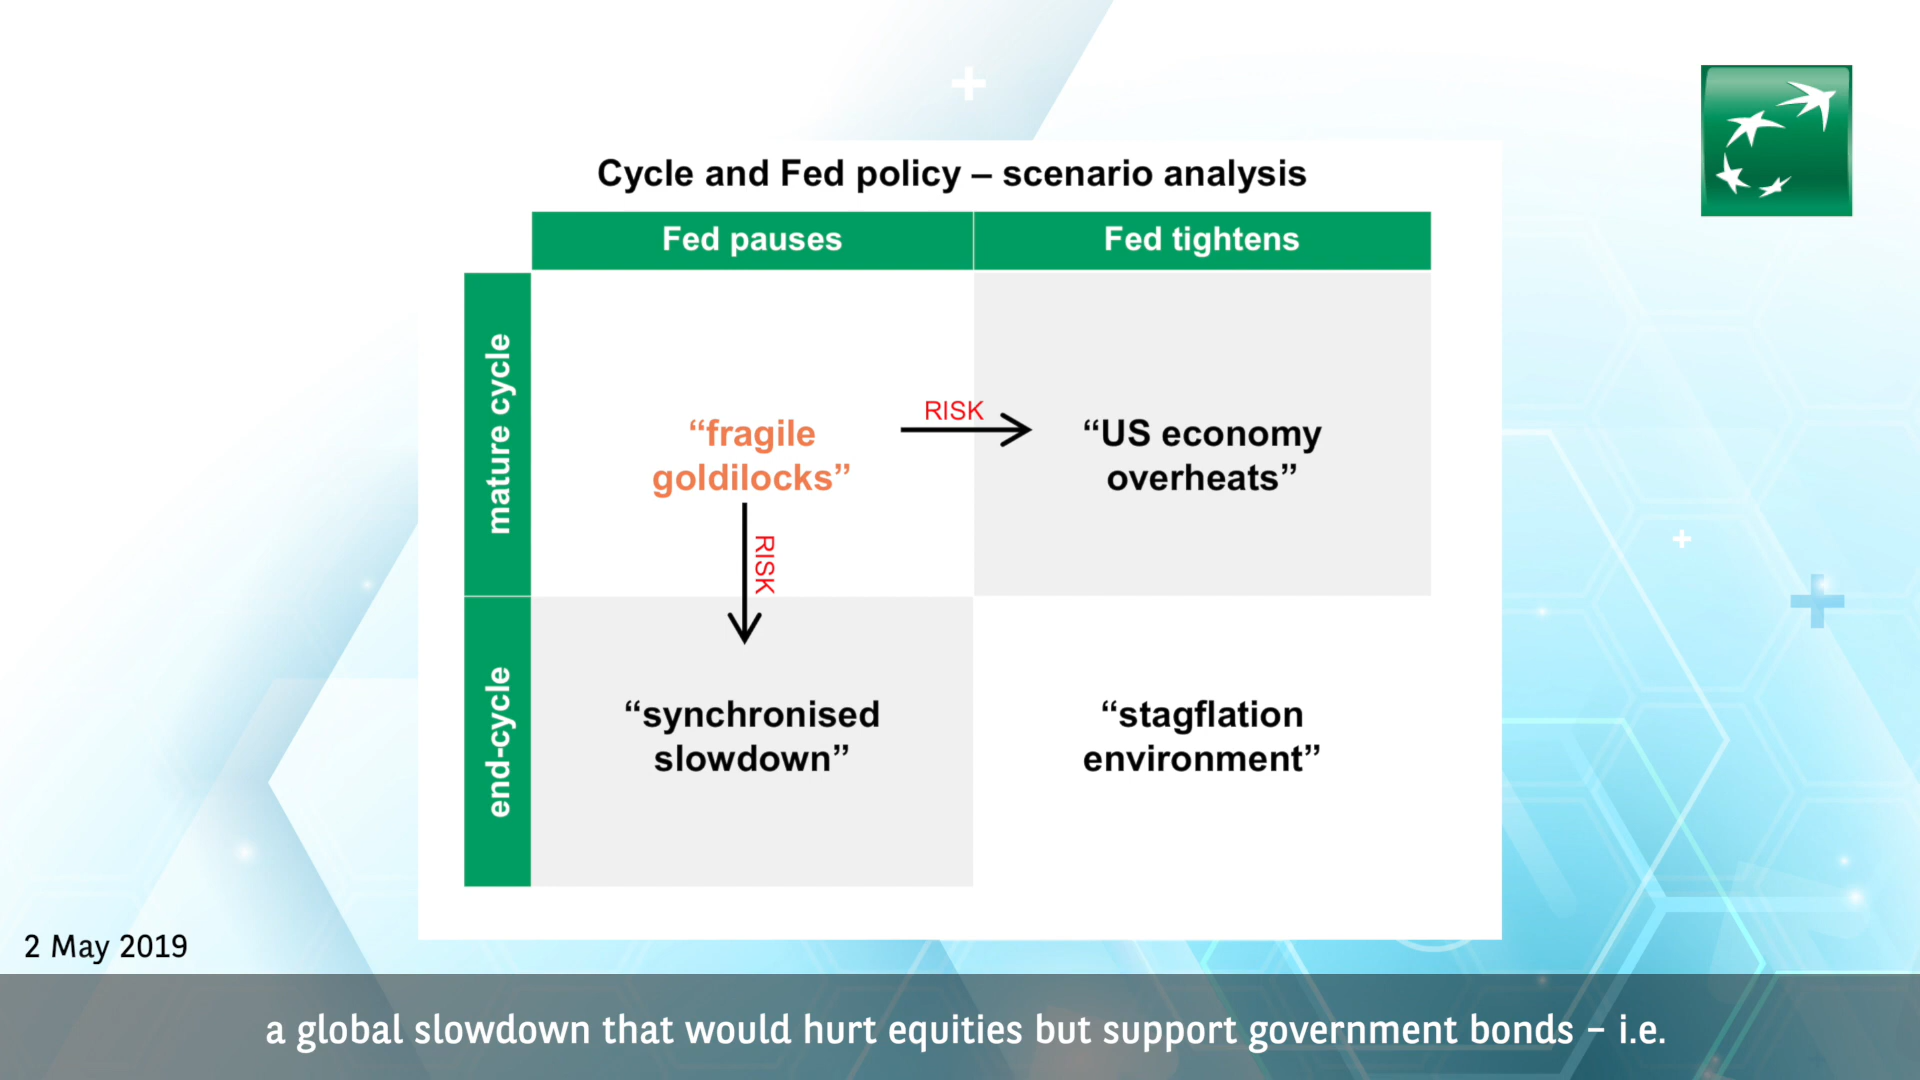 Cycle and Fed policy – scenario analysis
Fed pauses
Fed tightens
mature cycle
“fragile
goldilocks”
RISK
“US economy
overheats”
RISK
end-cycle
“synchronised
slowdown”
“stagflation
environment”
2 May 2019
a global slowdown that would hurt equities but support government bonds – i.e.